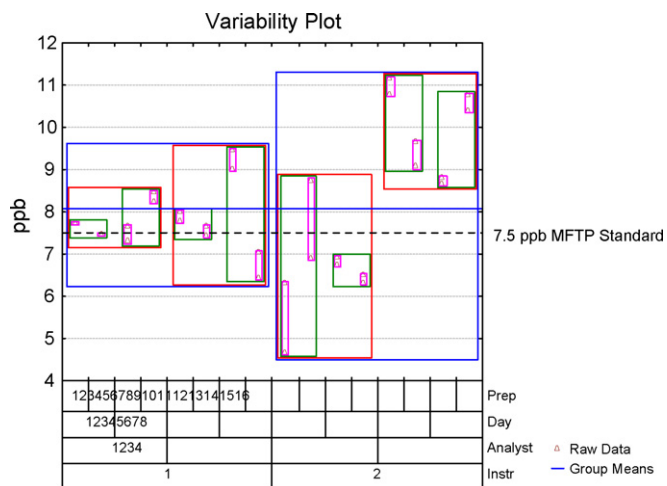 Variability Plot
12
11
10
9
8
7
6
5
4
ppb
7.5 ppb MFTP Standard
12345678910111213141516 Prep
12345678 Day
1234 Analyst
1 2 Instr
Raw Data
Group Means